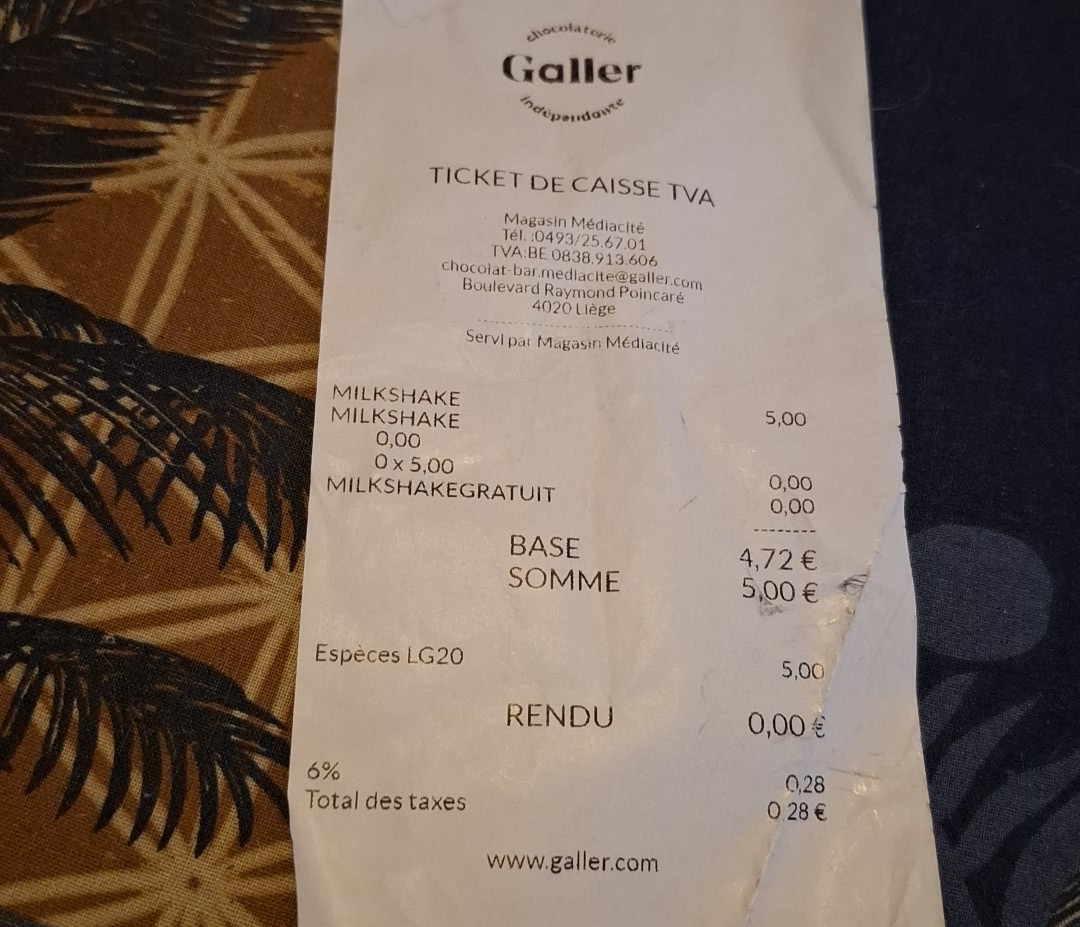 chocolaterie
Galler
indépendante
TICKET DE CAISSE TVA
Magasin Médiacité
Tél. :0493/25.67.01
TVA:BE 0838.913.606
chocolat-bar.mediacite@galler.com
Boulevard Raymond Poincaré
4020 Liège
Servi par Magasin Médiacité
MILKSHAKE
MILKSHAKE 5,00
0,00
0 x 5,00 0,00
MILKSHAKEGRATUIT 0,00
BASE 4,72 €
SOMME 5,00 €
Espèces LG20 5,00
RENDU 0,00 €
6% 0,28
Total des taxes 0,28 €
www.galler.com